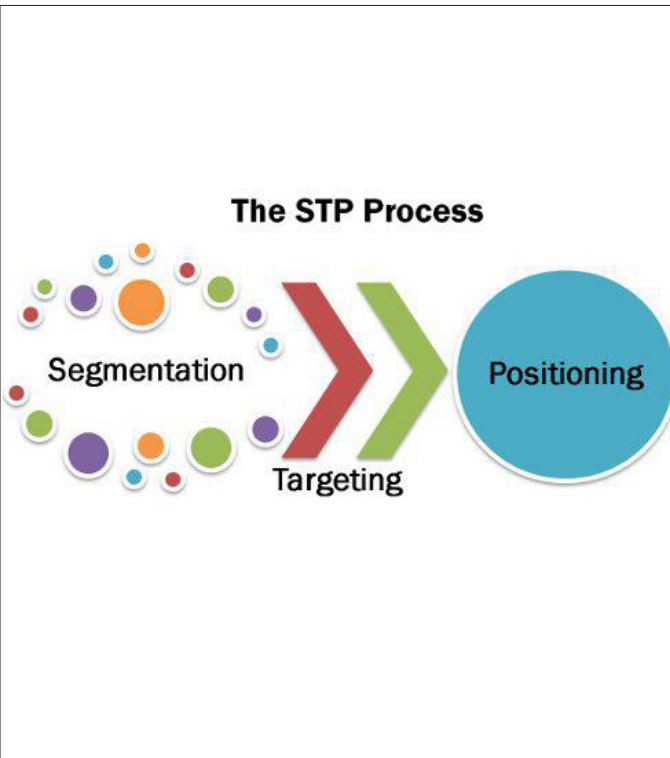 The STP Process
Segmentation
Targeting
Positioning